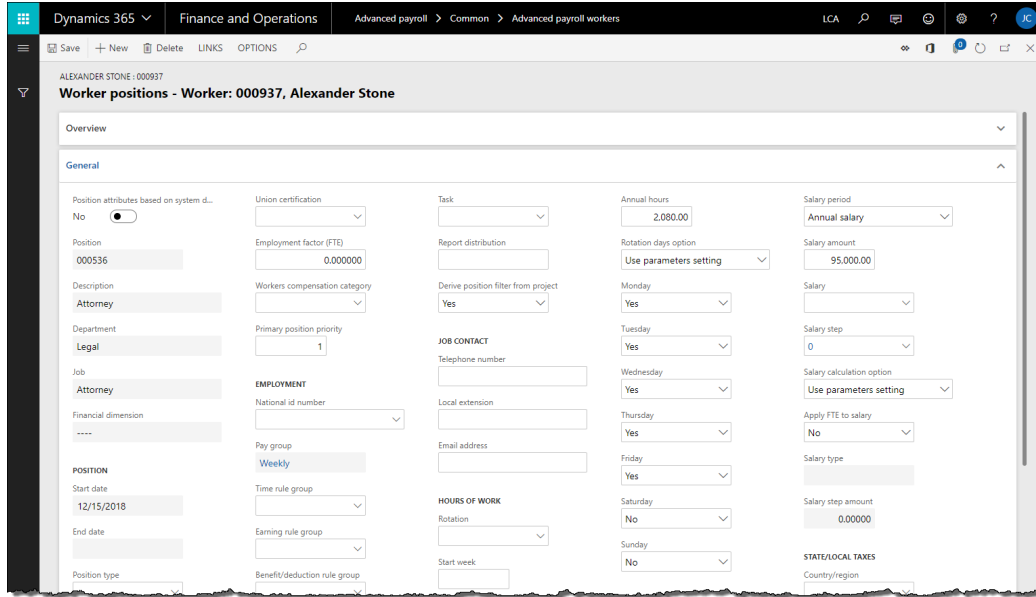 Dynamics 365
Finance and Operations
Advanced payroll > Common > Advanced payroll workers
LCA
?
JC
Save
New
Delete
LINKS
OPTIONS
0
ALEXANDER STONE : 000937
Worker positions - Worker: 000937, Alexander Stone
Overview
General
Position attributes based on system d...
No
Position
000536
Description
Attorney
Department
Legal
Job
Attorney
Financial dimension
----
POSITION
Start date
12/15/2018
End date
Position type
Union certification
Employment factor (FTE)
0.000000
Workers compensation category
Primary position priority
1
EMPLOYMENT
National id number
Pay group
Weekly
Time rule group
Earning rule group
Benefit/deduction rule group
Task
Report distribution
Derive position filter from project
Yes
JOB CONTACT
Telephone number
Local extension
Email address
HOURS OF WORK
Rotation
Start week
Annual hours
2,080.00
Rotation days option
Use parameters setting
Monday
Yes
Tuesday
Yes
Wednesday
Yes
Thursday
Yes
Friday
Yes
Saturday
No
Sunday
No
Salary period
Annual salary
Salary amount
95,000.00
Salary
Salary step
0
Salary calculation option
Use parameters setting
Apply FTE to salary
No
Salary type
Salary step amount
0.00000
STATE/LOCAL TAXES
Country/region